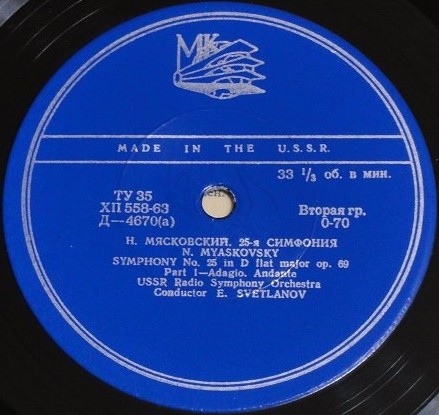 МК
MADE IN THE U.S.S.R.
33 ⅓ об. в мин.
ТУ 35
ХП 558-63
Д—4670(а)
Вторая гр.
0-70
Н. МЯСКОВСКИЙ. 25-я СИМФОНИЯ
N. MYASKOVSKY
SYMPHONY No. 25 in D flat major op. 69
Part I—Adagio. Andante
USSR Radio Symphony Orchestra
Conductor E. SVETLANOV